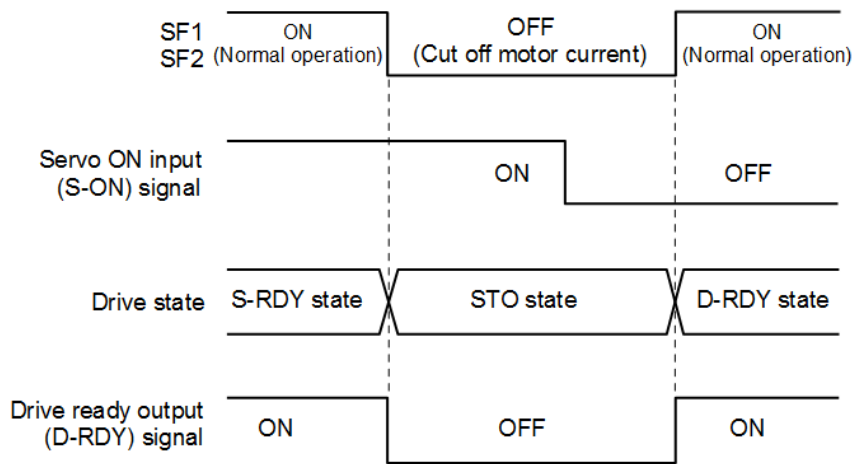 SF1
SF2
ON
(Normal operation)
OFF
(Cut off motor current)
ON
(Normal operation)
Servo ON input
(S-ON) signal
ON
OFF
Drive state
S-RDY state
STO state
D-RDY state
Drive ready output
(D-RDY) signal
ON
OFF
ON